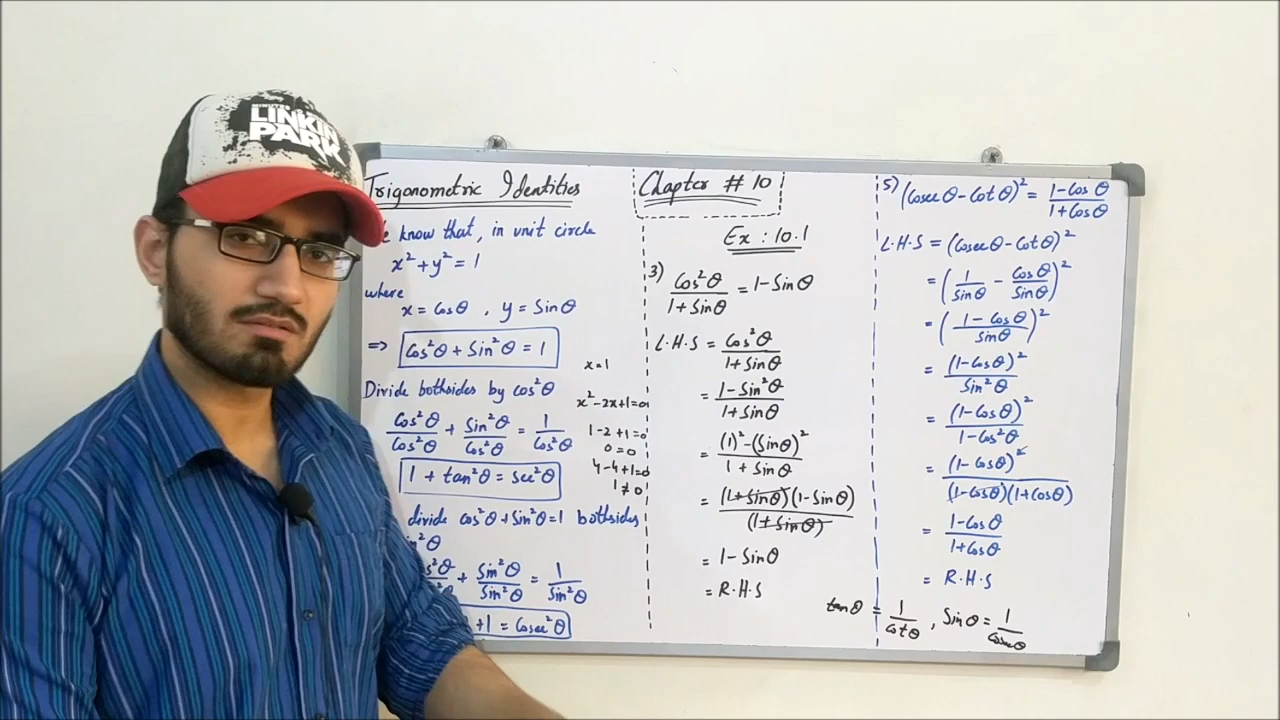 MINUTES
LINKIN
PARK
Trigonometric Identities
know that, in unit circle
x² + y² = 1
where
x = Cosθ , y = Sinθ
=> Cos²θ + Sin²θ = 1
Divide bothsides by Cos²θ
Cos²θ/Cos²θ + Sin²θ/Cos²θ = 1/Cos²θ
1 + tan²θ = Sec²θ
divide Cos²θ + Sin²θ = 1 bothsides
+ Sin²θ/Sin²θ = 1/Sin²θ
+ 1 = Cosec²θ
x = 1
x² - 2x + 1 = 0
1 - 2 + 1 = 0
0 = 0
4 - 4 + 1 = 0
1 ≠ 0
Chapter # 10
Ex : 10.1
3) Cos²θ/1 + Sinθ = 1 - Sinθ
L.H.S = Cos²θ/1 + Sinθ
= 1 - Sin²θ/1 + Sinθ
= (1)² - (Sinθ)²/1 + Sinθ
= (1 + Sinθ)(1 - Sinθ)/(1 + Sinθ)
= 1 - Sinθ
= R.H.S
5) (Cosecθ - Cotθ)² = 1 - Cosθ/1 + Cosθ
L.H.S = (Cosecθ - Cotθ)²
= (1/Sinθ - Cosθ/Sinθ)²
= (1 - Cosθ/Sinθ)²
= (1 - Cosθ)²/Sin²θ
= (1 - Cosθ)²/1 - Cos²θ
= (1 - Cosθ)²/(1 - Cosθ)(1 + Cosθ)
= 1 - Cosθ/1 + Cosθ
= R.H.S
tanθ = 1/Cotθ , Sinθ = 1/Cosecθ